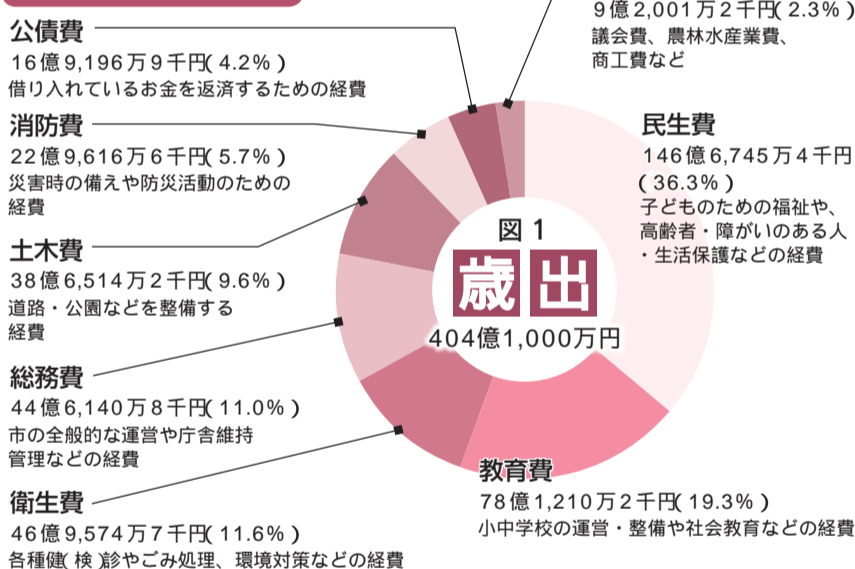 9億2,001万2千円(2.3%)
議会費、農林水産業費、
商工費など
公債費
16億9,196万9千円(4.2%)
借り入れているお金を返済するための経費
消防費
22億9,616万6千円(5.7%)
災害時の備えや防災活動のための
経費
土木費
38億6,514万2千円(9.6%)
道路・公園などを整備する
経費
総務費
44億6,140万8千円(11.0%)
市の全般的な運営や庁舎維持
管理などの経費
衛生費
46億9,574万7千円(11.6%)
各種健(検)診やごみ処理、環境対策などの経費
図1
歳出
404億1,000万円
民生費
146億6,745万4千円
(36.3%)
子どものための福祉や、
高齢者・障がいのある人
・生活保護などの経費
教育費
78億1,210万2千円(19.3%)
小中学校の運営・整備や社会教育などの経費